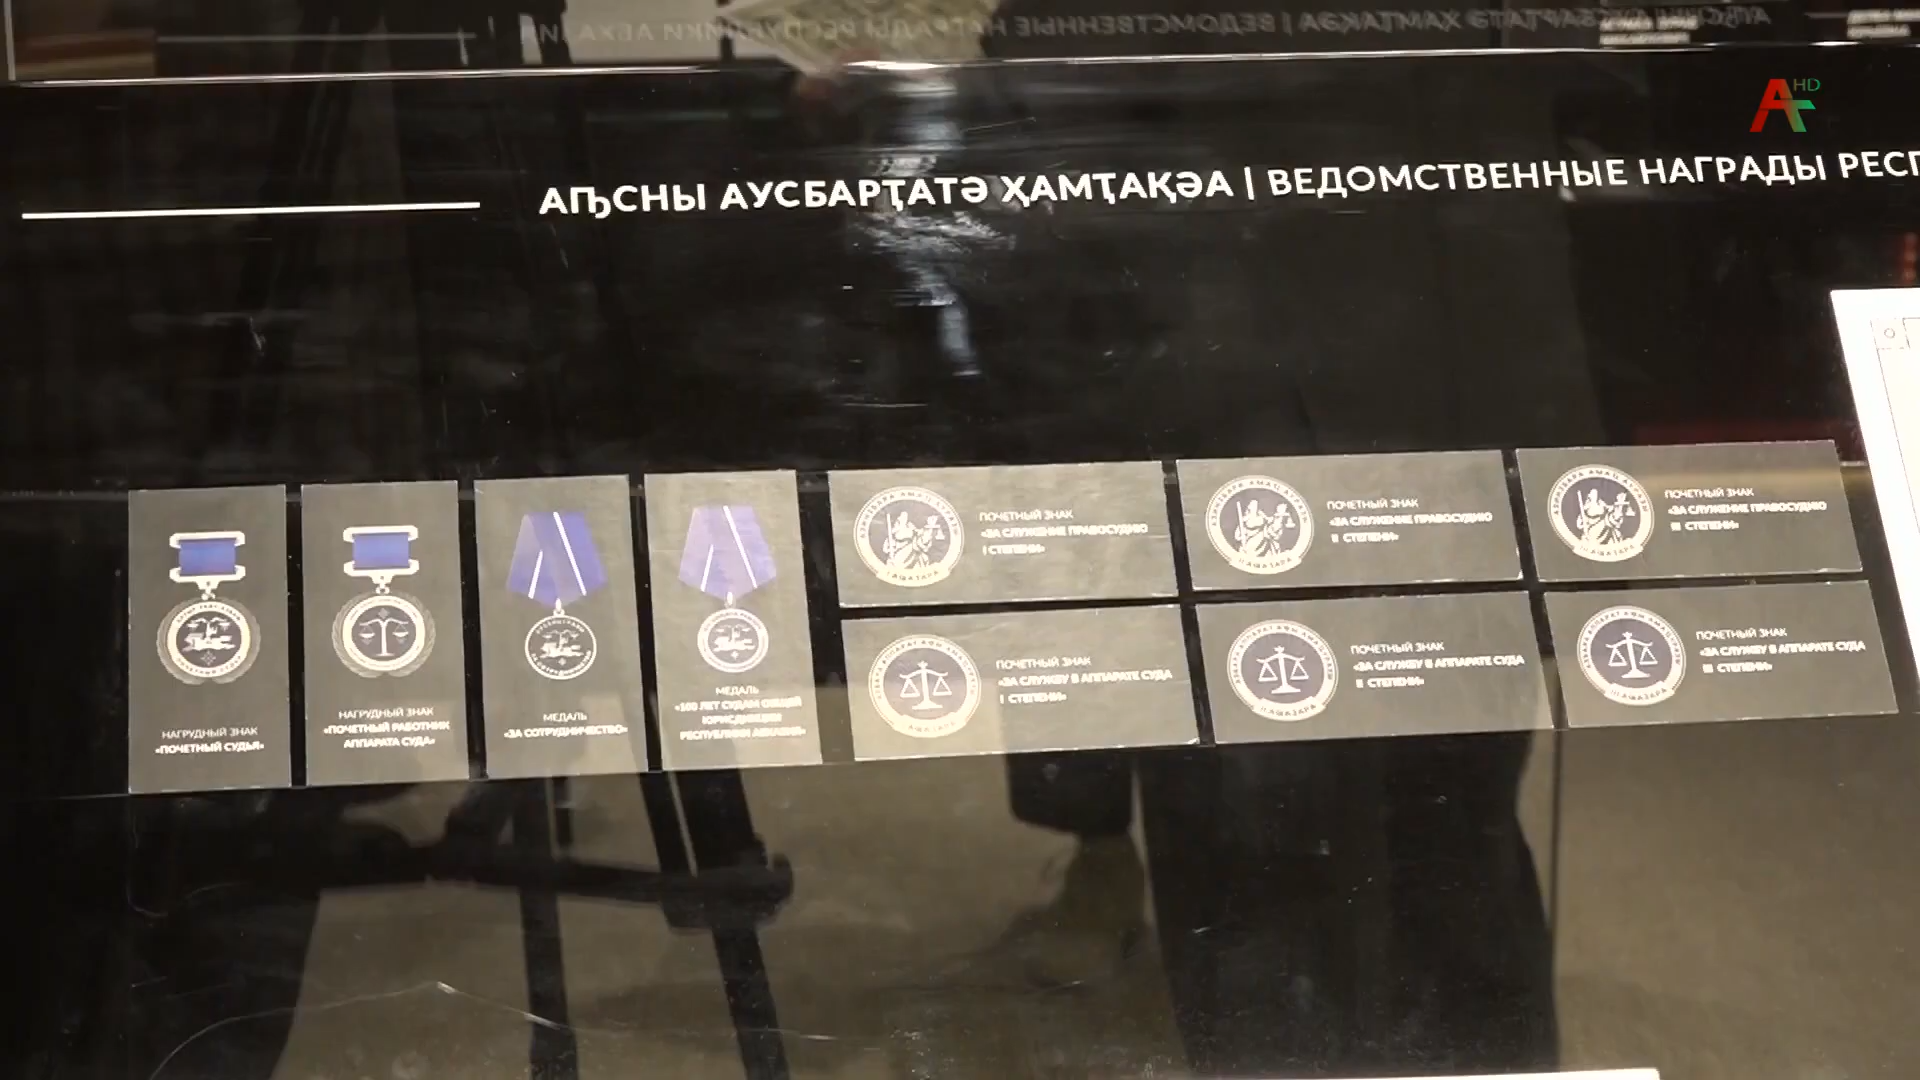 HD
АҦСНЫ АУСБАРҬАТӘ ҲАМҬАҚӘА | ВЕДОМСТВЕННЫЕ НАГРАДЫ РЕСП
НАГРУДНЫЙ ЗНАК
«ПОЧЕТНЫЙ СУДЬЯ»
НАГРУДНЫЙ ЗНАК
«ПОЧЕТНЫЙ РАБОТНИК
АППАРАТА СУДА»
МЕДАЛЬ
«ЗА СОТРУДНИЧЕСТВО»
МЕДАЛЬ
«100 ЛЕТ СУДАМ ОБЩЕЙ
ЮРИСДИКЦИИ
РЕСПУБЛИКИ АБХАЗИЯ»
ПОЧЕТНЫЙ ЗНАК
«ЗА СЛУЖЕНИЕ ПРАВОСУДИЮ
I СТЕПЕНИ»
ПОЧЕТНЫЙ ЗНАК
«ЗА СЛУЖЕНИЕ ПРАВОСУДИЮ
II СТЕПЕНИ»
ПОЧЕТНЫЙ ЗНАК
«ЗА СЛУЖЕНИЕ ПРАВОСУДИЮ
III СТЕПЕНИ»
ПОЧЕТНЫЙ ЗНАК
«ЗА СЛУЖБУ В АППАРАТЕ СУДА
I СТЕПЕНИ»
ПОЧЕТНЫЙ ЗНАК
«ЗА СЛУЖБУ В АППАРАТЕ СУДА
II СТЕПЕНИ»
ПОЧЕТНЫЙ ЗНАК
«ЗА СЛУЖБУ В АППАРАТЕ СУДА
III СТЕПЕНИ»